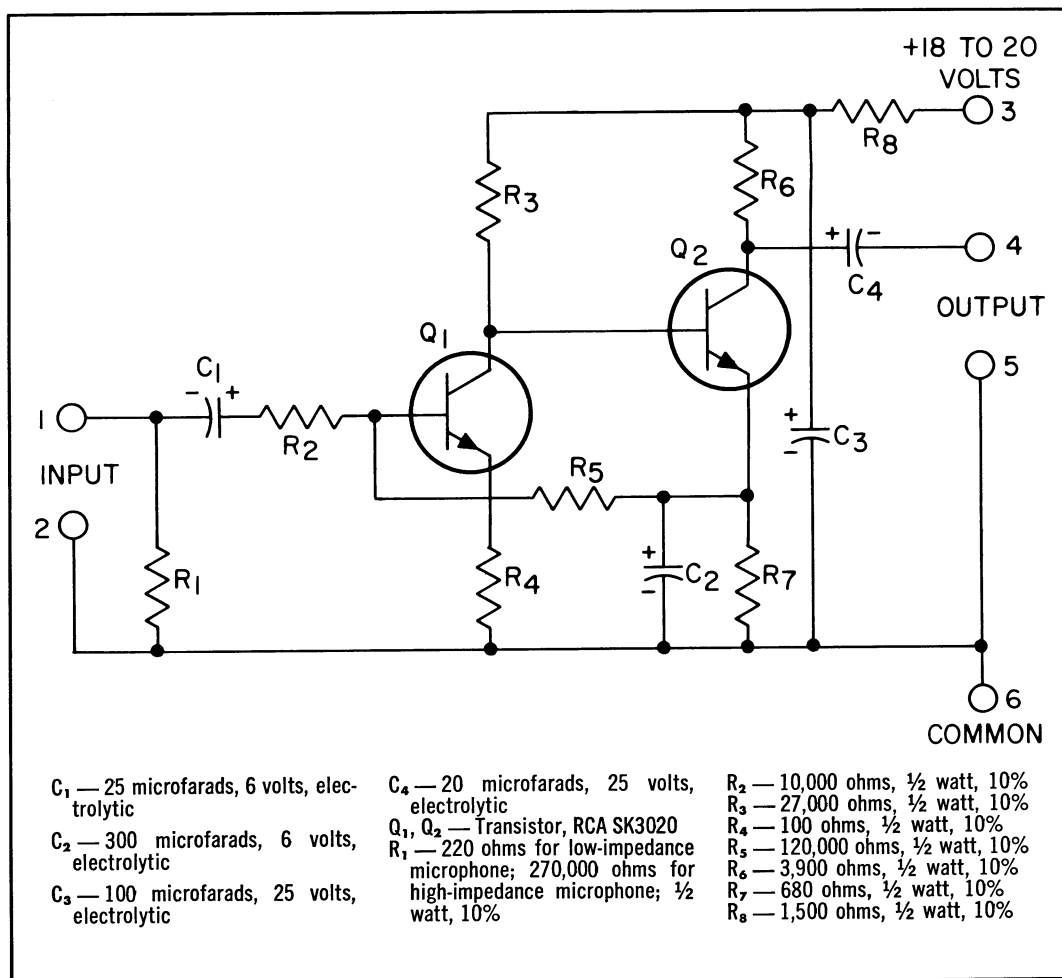 +18 TO 20
VOLTS
3
R8
R3
R6
+ -
4
Q2
C4
Q1
OUTPUT
C1
5
- +
1
R2
+
C3
-
INPUT
R5
2
+
R1
R4
C2
R7
-
6
COMMON
C1 — 25 microfarads, 6 volts, elec-
trolytic
C2 — 300 microfarads, 6 volts,
electrolytic
C3 — 100 microfarads, 25 volts,
electrolytic
C4 — 20 microfarads, 25 volts,
electrolytic
Q1, Q2 — Transistor, RCA SK3020
R1 — 220 ohms for low-impedance
microphone; 270,000 ohms for
high-impedance microphone; ½
watt, 10%
R2 — 10,000 ohms, ½ watt, 10%
R3 — 27,000 ohms, ½ watt, 10%
R4 — 100 ohms, ½ watt, 10%
R5 — 120,000 ohms, ½ watt, 10%
R6 — 3,900 ohms, ½ watt, 10%
R7 — 680 ohms, ½ watt, 10%
R8 — 1,500 ohms, ½ watt, 10%